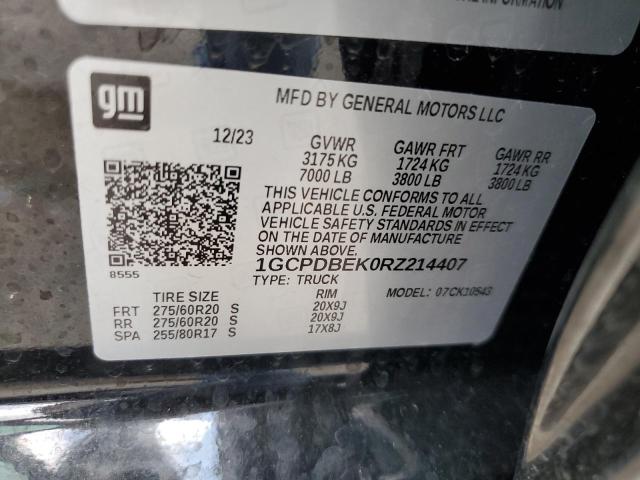 INFORMATION
gm
MFD BY GENERAL MOTORS LLC
12/23 GVWR GAWR FRT GAWR RR
3175 KG 1724 KG 1724 KG
7000 LB 3800 LB 3800 LB
THIS VEHICLE CONFORMS TO ALL
APPLICABLE U.S. FEDERAL MOTOR
VEHICLE SAFETY STANDARDS IN EFFECT
ON THE DATE OF MANUFACTURE
SHOWN ABOVE.
8555
1GCPDBEK0RZ214407
TYPE: TRUCK MODEL: 07CK10543
TIRE SIZE RIM
FRT 275/60R20 S 20X9J
RR 275/60R20 S 20X9J
SPA 255/80R17 S 17X8J